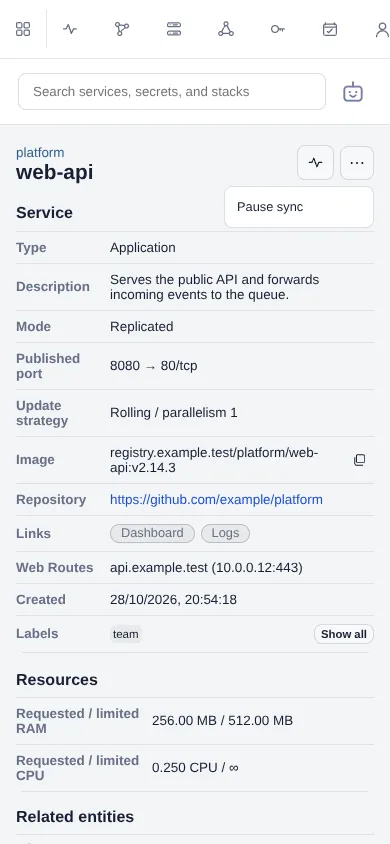 Search services, secrets, and stacks
platform
web-api
...
Pause sync
Service
Type Application
Description Serves the public API and forwards
incoming events to the queue.
Mode Replicated
Published
port 8080 → 80/tcp
Update
strategy Rolling / parallelism 1
Image registry.example.test/platform/web-
api:v2.14.3
Repository https://github.com/example/platform
Links Dashboard Logs
Web Routes api.example.test (10.0.0.12:443)
Created 28/10/2026, 20:54:18
Labels team Show all
Resources
Requested / limited
RAM 256.00 MB / 512.00 MB
Requested / limited
CPU 0.250 CPU / ∞
Related entities